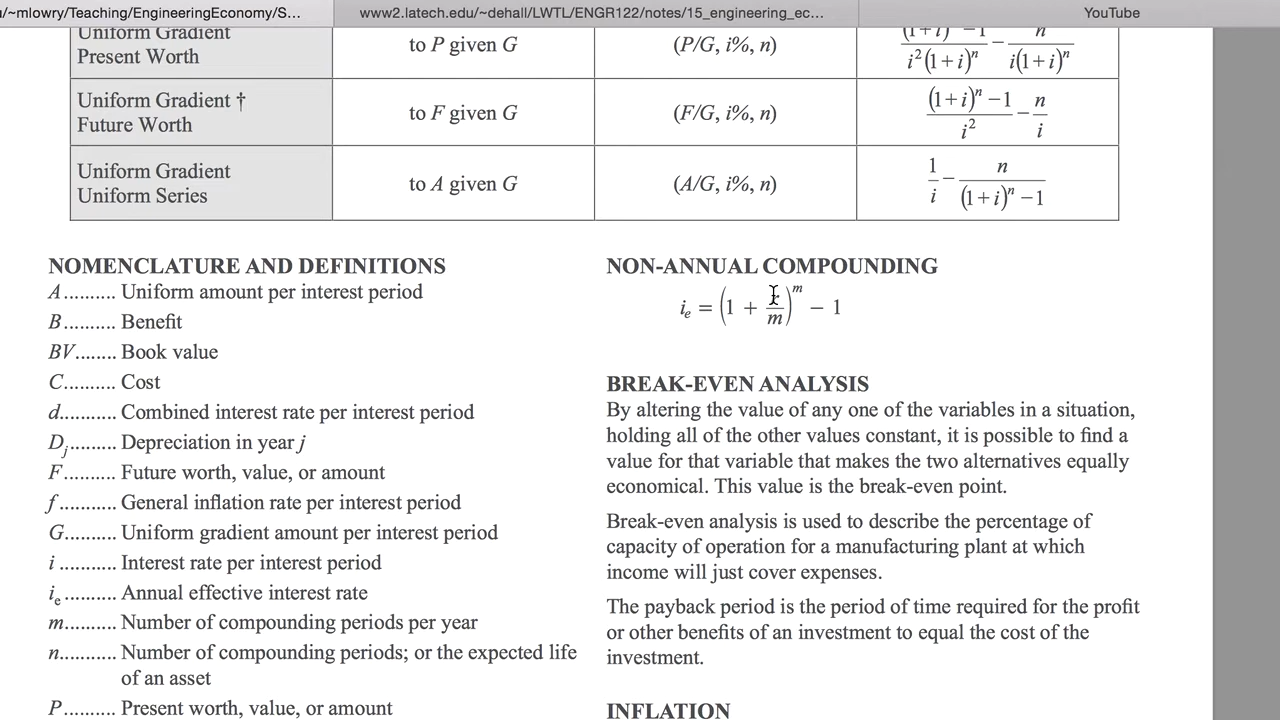 u/~mlowry/Teaching/EngineeringEconomy/S...
www2.latech.edu/~dehall/LWTL/ENGR122/notes/15_engineering_ec...
YouTube
Uniform Gradient
Present Worth
to P given G
(P/G, i%, n)
(1+i)ⁿ −1 / i²(1+i)ⁿ − n / i(1+i)ⁿ
Uniform Gradient †
Future Worth
to F given G
(F/G, i%, n)
(1+i)ⁿ −1 / i² − n / i
Uniform Gradient
Uniform Series
to A given G
(A/G, i%, n)
1 / i − n / (1+i)ⁿ −1
NOMENCLATURE AND DEFINITIONS
A.......... Uniform amount per interest period
B.......... Benefit
BV........ Book value
C.......... Cost
d.......... Combined interest rate per interest period
Dj......... Depreciation in year j
F.......... Future worth, value, or amount
f .......... General inflation rate per interest period
G......... Uniform gradient amount per interest period
i .......... Interest rate per interest period
ie.......... Annual effective interest rate
m......... Number of compounding periods per year
n.......... Number of compounding periods; or the expected life
of an asset
P.......... Present worth, value, or amount
NON-ANNUAL COMPOUNDING
ie = (1 + r/m)ᵐ − 1
BREAK-EVEN ANALYSIS
By altering the value of any one of the variables in a situation,
holding all of the other values constant, it is possible to find a
value for that variable that makes the two alternatives equally
economical. This value is the break-even point.
Break-even analysis is used to describe the percentage of
capacity of operation for a manufacturing plant at which
income will just cover expenses.
The payback period is the period of time required for the profit
or other benefits of an investment to equal the cost of the
investment.
INFLATION